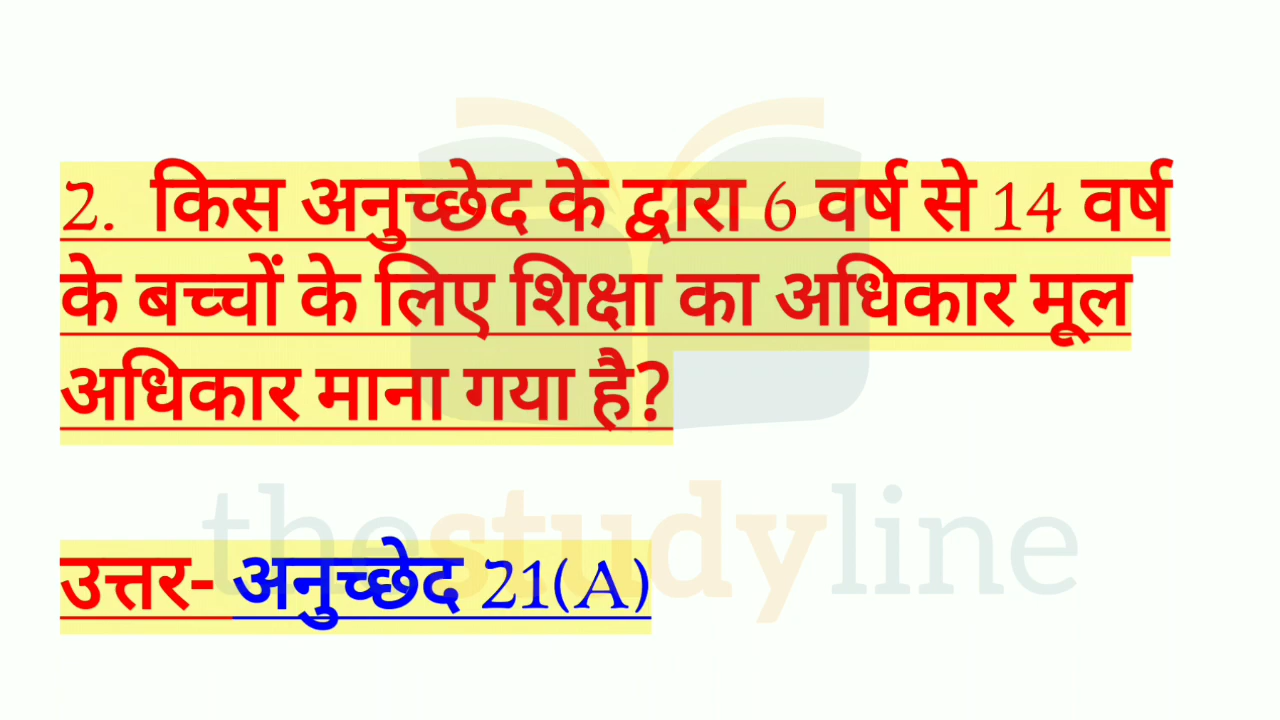 2. किस अनुच्छेद के द्वारा 6 वर्ष से 14 वर्ष
के बच्चों के लिए शिक्षा का अधिकार मूल
अधिकार माना गया है?
thestudyline
उत्तर- अनुच्छेद 21(A)